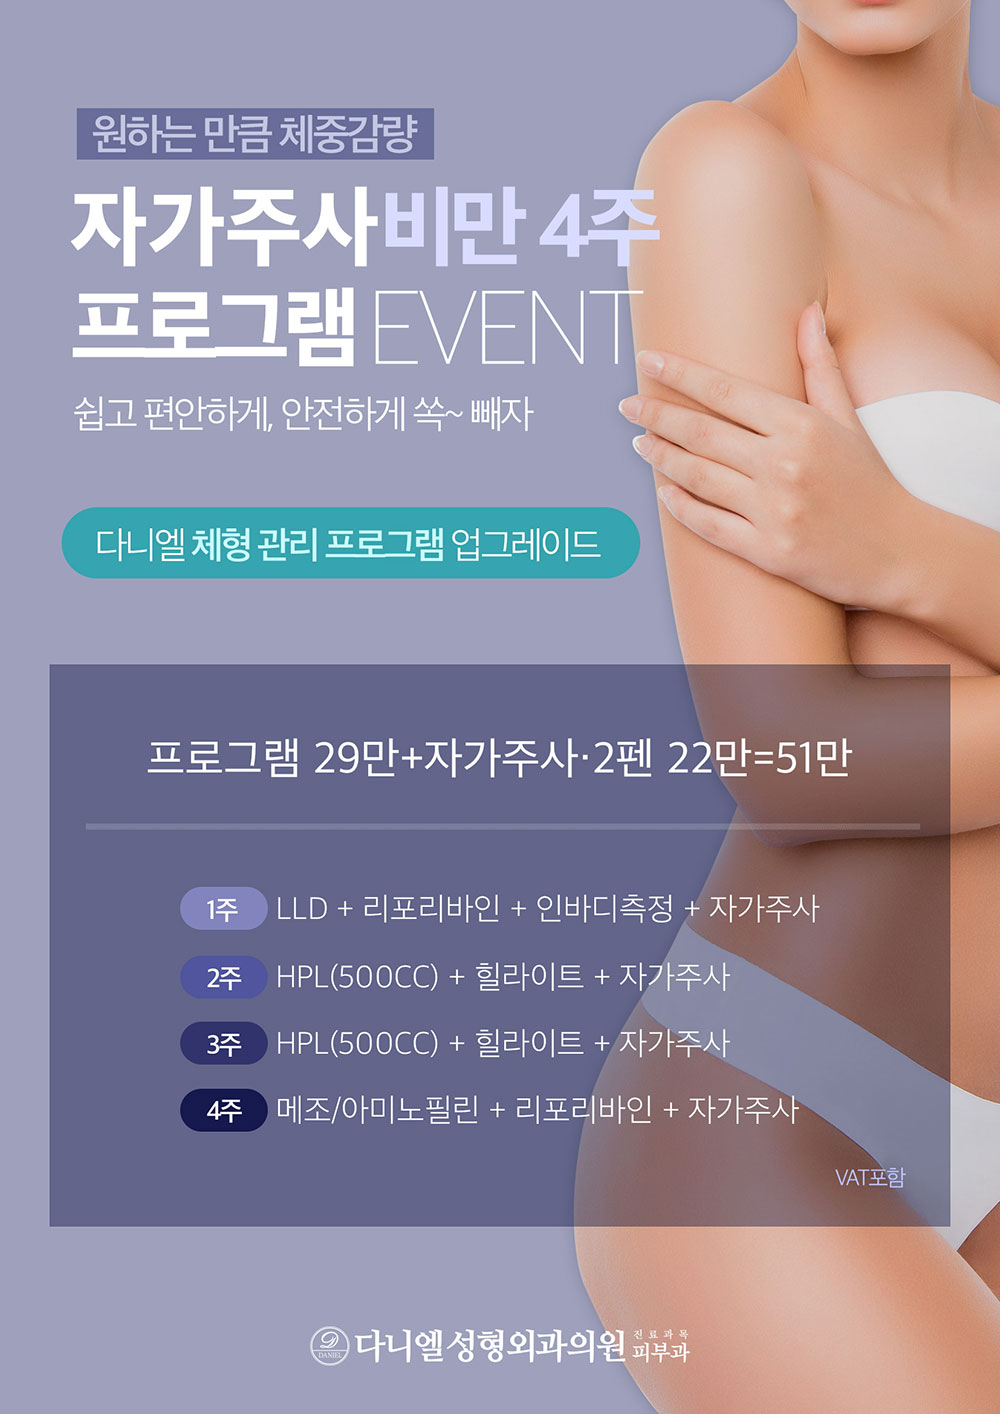 원하는 만큼 체중감량
자가주사 비만 4주
프로그램 EVENT
쉽고 편안하게, 안전하게 쏙~ 빼자
다니엘 체형 관리 프로그램 업그레이드
프로그램 29만+자가주사·2펜 22만=51만
1주 LLD + 리포리바인 + 인바디측정 + 자가주사
2주 HPL(500CC) + 힐라이트 + 자가주사
3주 HPL(500CC) + 힐라이트 + 자가주사
4주 메조/아미노필린 + 리포리바인 + 자가주사
VAT포함
D DANIEL 다니엘성형외과의원 진료과목 피부과